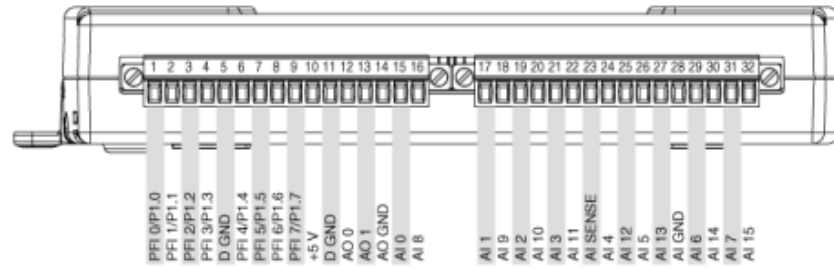 1 2 3 4 5 6 7 8 9 10 11 12 13 14 15 16
17 18 19 20 21 22 23 24 25 26 27 28 29 30 31 32
PFI 0/P1.0
PFI 1/P1.1
PFI 2/P1.2
PFI 3/P1.3
D GND
PFI 4/P1.4
PFI 5/P1.5
PFI 6/P1.6
PFI 7/P1.7
+5 V
D GND
AO 0
AO 1
AO GND
AI 0
AI 8
AI 1
AI 9
AI 2
AI 10
AI 3
AI 11
AI SENSE
AI 4
AI 12
AI 5
AI 13
AI GND
AI 6
AI 14
AI 7
AI 15